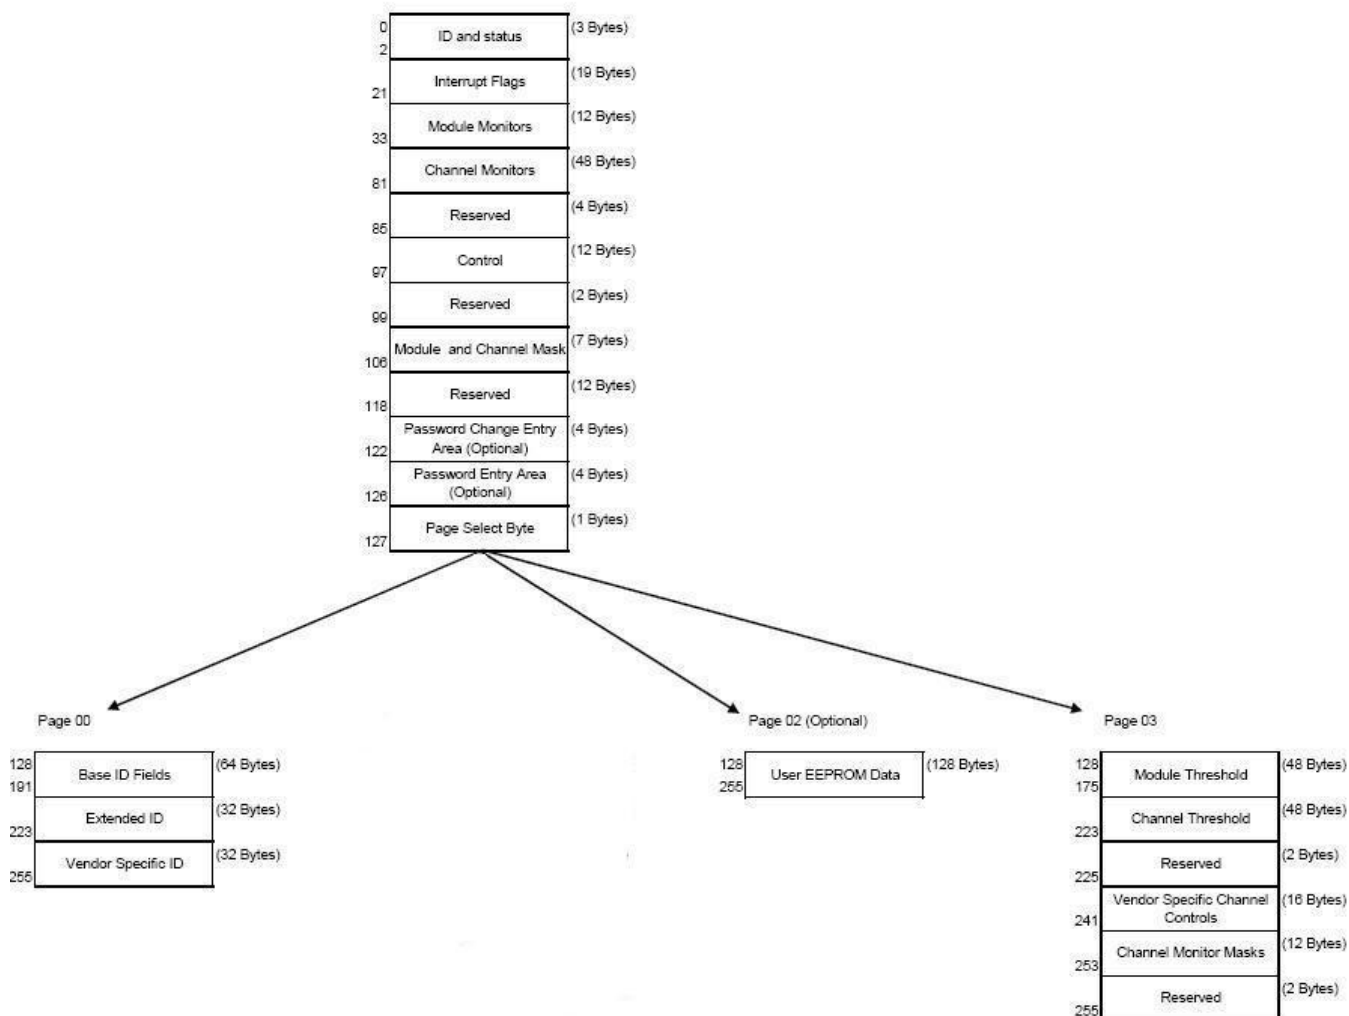 0
ID and status
(3 Bytes)
2
Interrupt Flags
(19 Bytes)
21
Module Monitors
(12 Bytes)
33
Channel Monitors
(48 Bytes)
81
Reserved
(4 Bytes)
85
Control
(12 Bytes)
97
Reserved
(2 Bytes)
99
Module and Channel Mask
(7 Bytes)
106
Reserved
(12 Bytes)
118
Password Change Entry
Area (Optional)
(4 Bytes)
122
Password Entry Area
(Optional)
(4 Bytes)
126
Page Select Byte
(1 Bytes)
127
Page 00
128
Base ID Fields
(64 Bytes)
191
Extended ID
(32 Bytes)
223
Vendor Specific ID
(32 Bytes)
255
Page 02 (Optional)
128
User EEPROM Data
(128 Bytes)
255
Page 03
128
Module Threshold
(48 Bytes)
175
Channel Threshold
(48 Bytes)
223
Reserved
(2 Bytes)
225
Vendor Specific Channel
Controls
(16 Bytes)
241
Channel Monitor Masks
(12 Bytes)
253
Reserved
(2 Bytes)
255